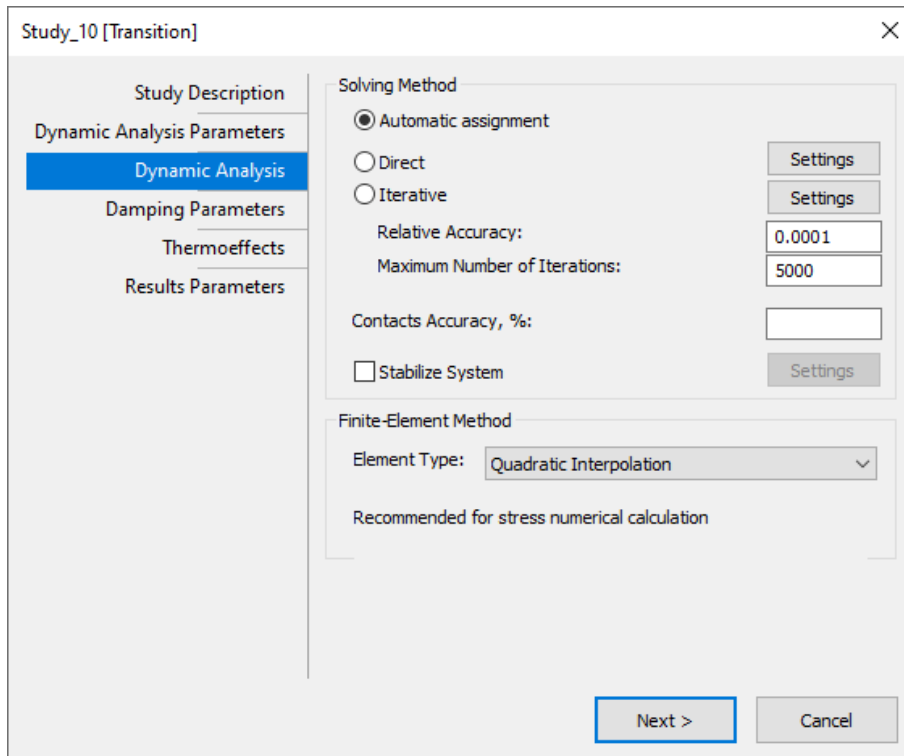 Study_10 [Transition]
Study Description
Dynamic Analysis Parameters
Dynamic Analysis
Damping Parameters
Thermoeffects
Results Parameters
Solving Method
Automatic assignment
Direct
Settings
Iterative
Settings
Relative Accuracy:
0.0001
Maximum Number of Iterations:
5000
Contacts Accuracy, %:
Stabilize System
Settings
Finite-Element Method
Element Type:
Quadratic Interpolation
Recommended for stress numerical calculation
Next >
Cancel